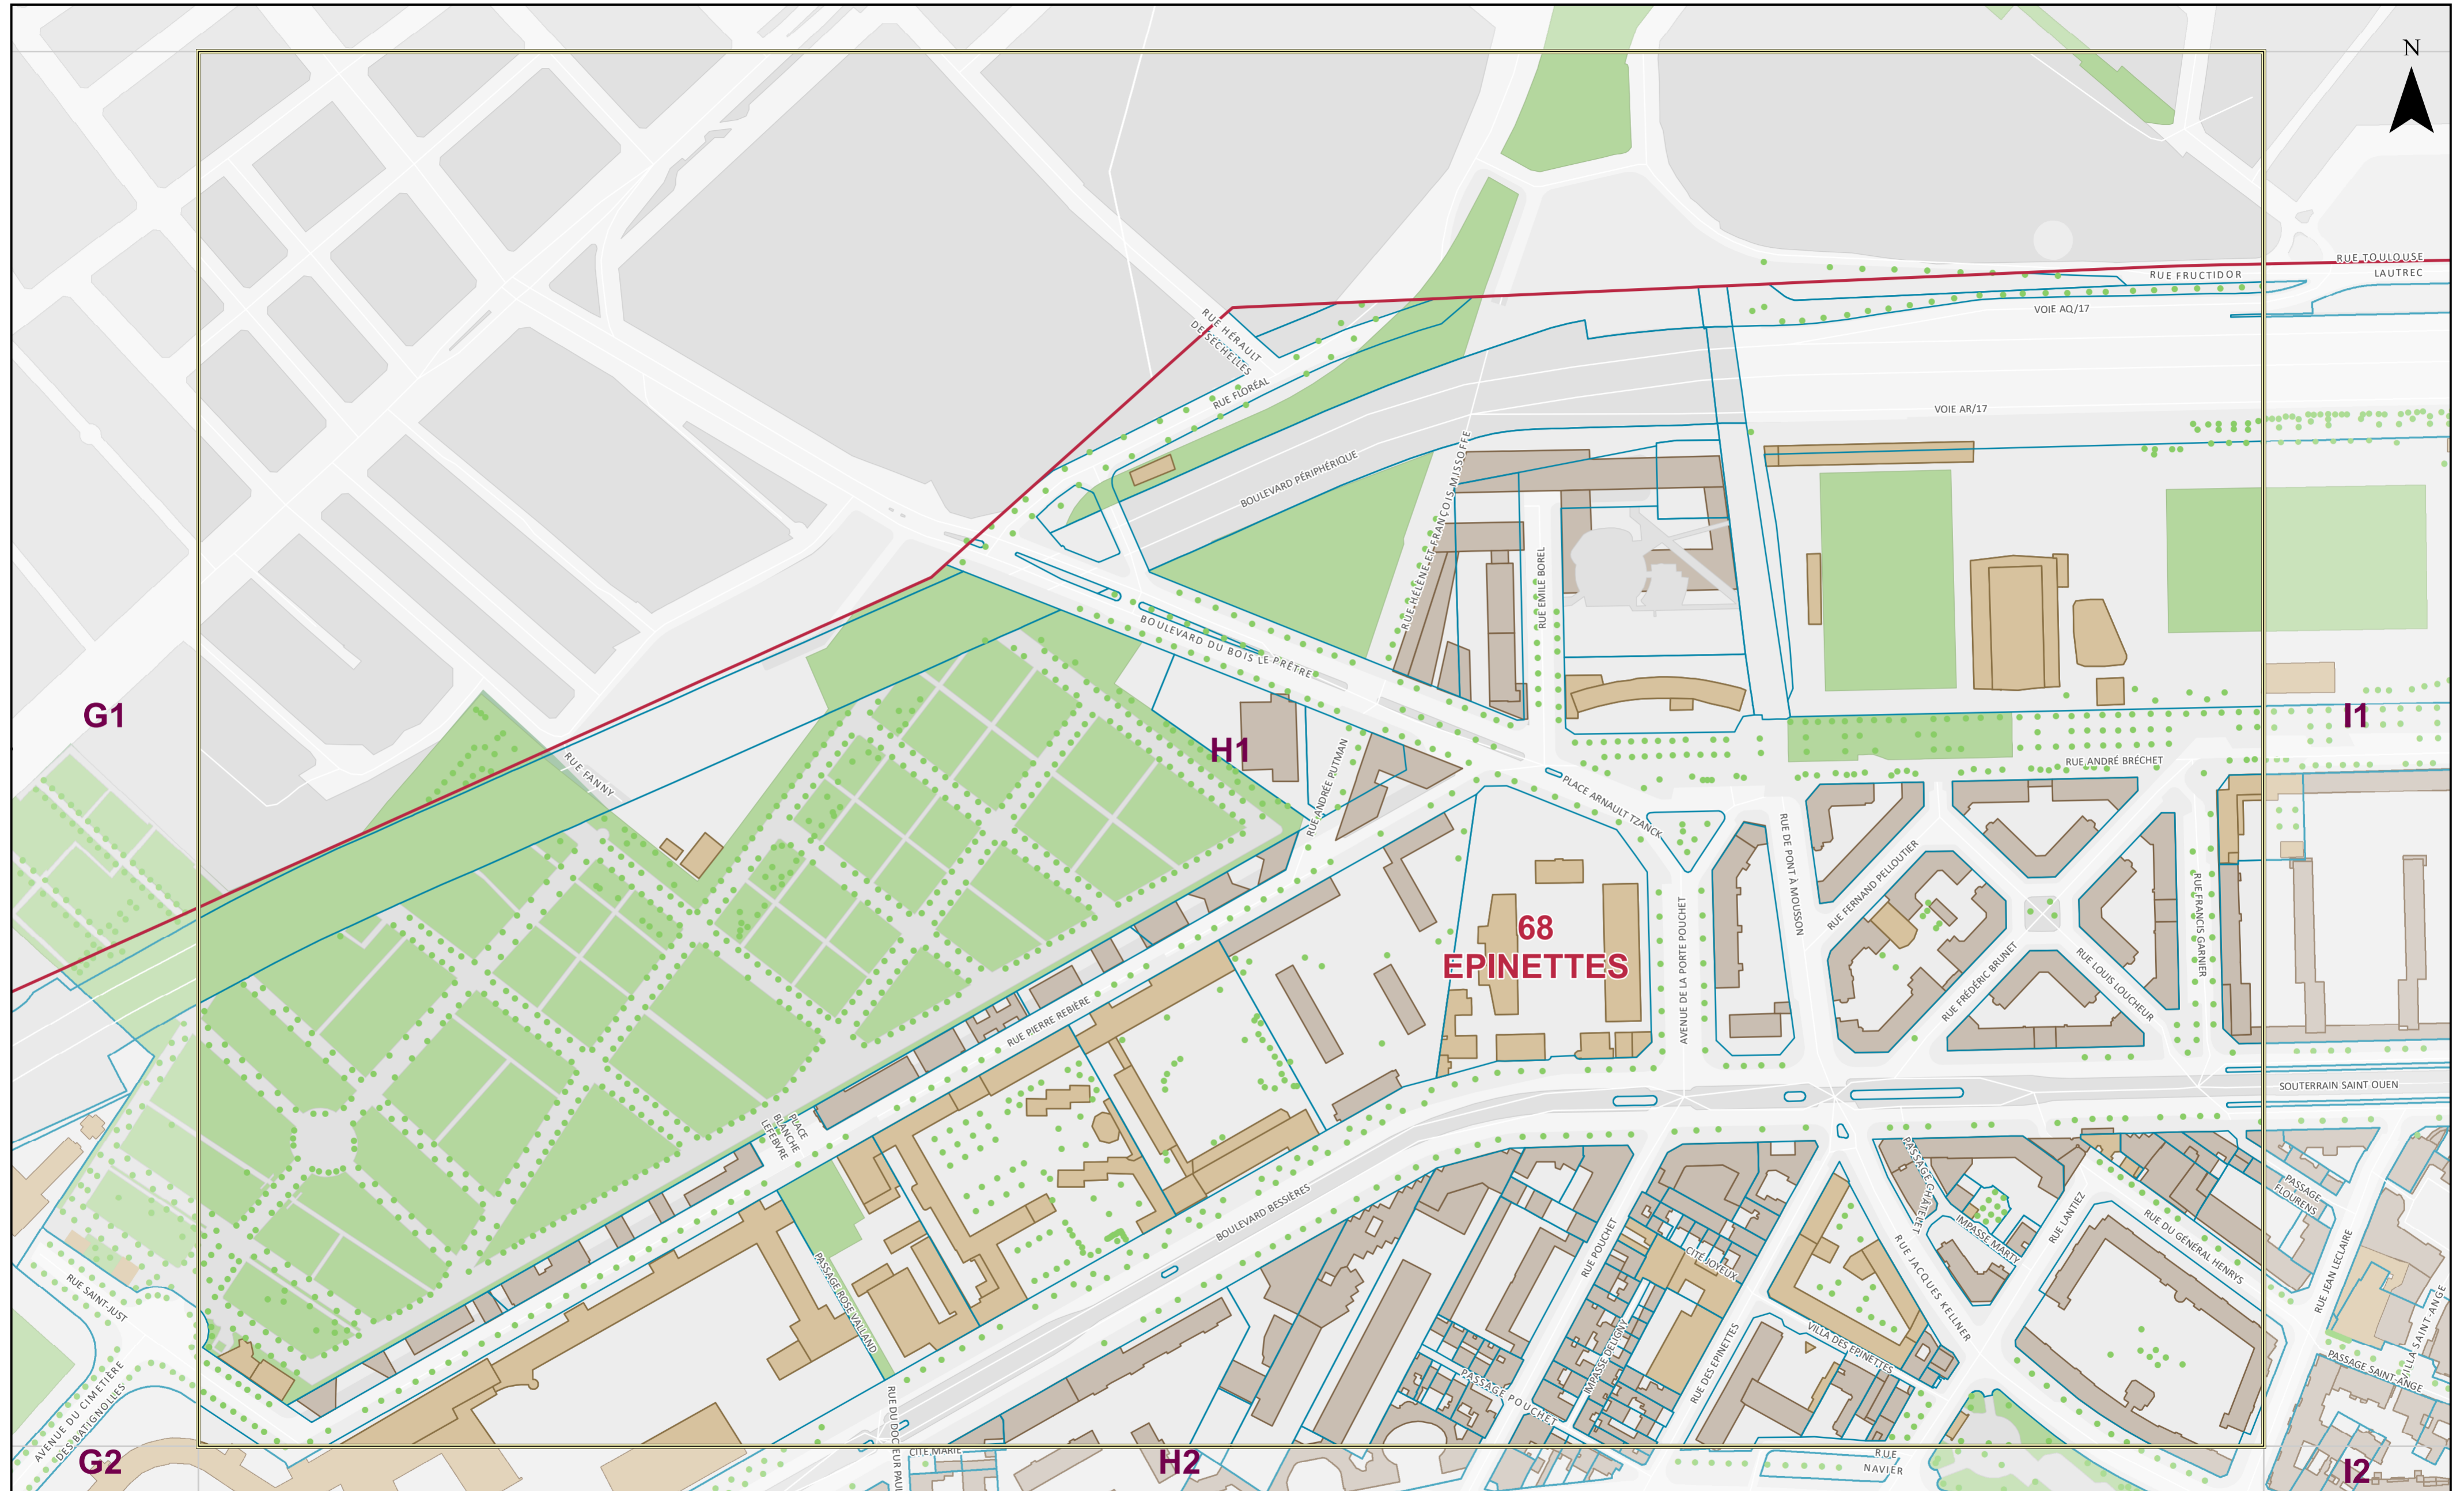 N
RUE TOULOUSE
LAUTREC
RUE FRUCTIDOR
VOIE AQ/17
RUE HÉRAULT
DE SÉCHELLES
RUE FLORÉAL
VOIE AR/17
BOULEVARD PÉRIPHÉRIQUE
RUE HÉLÈNE ET FRANÇOIS MISSOFFE
RUE EMILE BOREL
BOULEVARD DU BOIS LE PRÊTRE
G1
H1
I1
RUE FANNY
RUE ANDRÉE PUTMAN
PLACE ARNAULT TZANCK
RUE ANDRÉ BRÉCHET
RUE DE PONT À MOUSSON
RUE FERNAND PELLOUTIER
RUE FRANCIS GARNIER
68
EPINETTES
AVENUE DE LA PORTE POUCHET
RUE FRÉDÉRIC BRUNET
RUE LOUIS LOUCHEUR
RUE PIERRE REBIÈRE
SOUTERRAIN SAINT OUEN
PLACE
BLANCHE
LEFEBVRE
BOULEVARD BESSIÈRES
PASSAGE CHÂTELET
IMPASSE MARTY
RUE LANTIEZ
PASSAGE
FLOURENS
RUE DU GÉNÉRAL HENRYS
RUE JEAN LECLAIRE
RUE POUCHET
CITÉ JOYEUX
RUE JACQUES KELLNER
RUE SAINT-JUST
PASSAGE ROSE VALLAND
VILLA DES EPINETTES
IMPASSE DELIGNY
RUE DES EPINETTES
PASSAGE POUCHET
VILLA SAINT-ANGE
PASSAGE SAINT-ANGE
AVENUE DU CIMETIÈRE
DES BATIGNOLLES
RUE DU DOCTEUR PAUL
CITÉ MARIE
RUE
NAVIER
G2
H2
I2